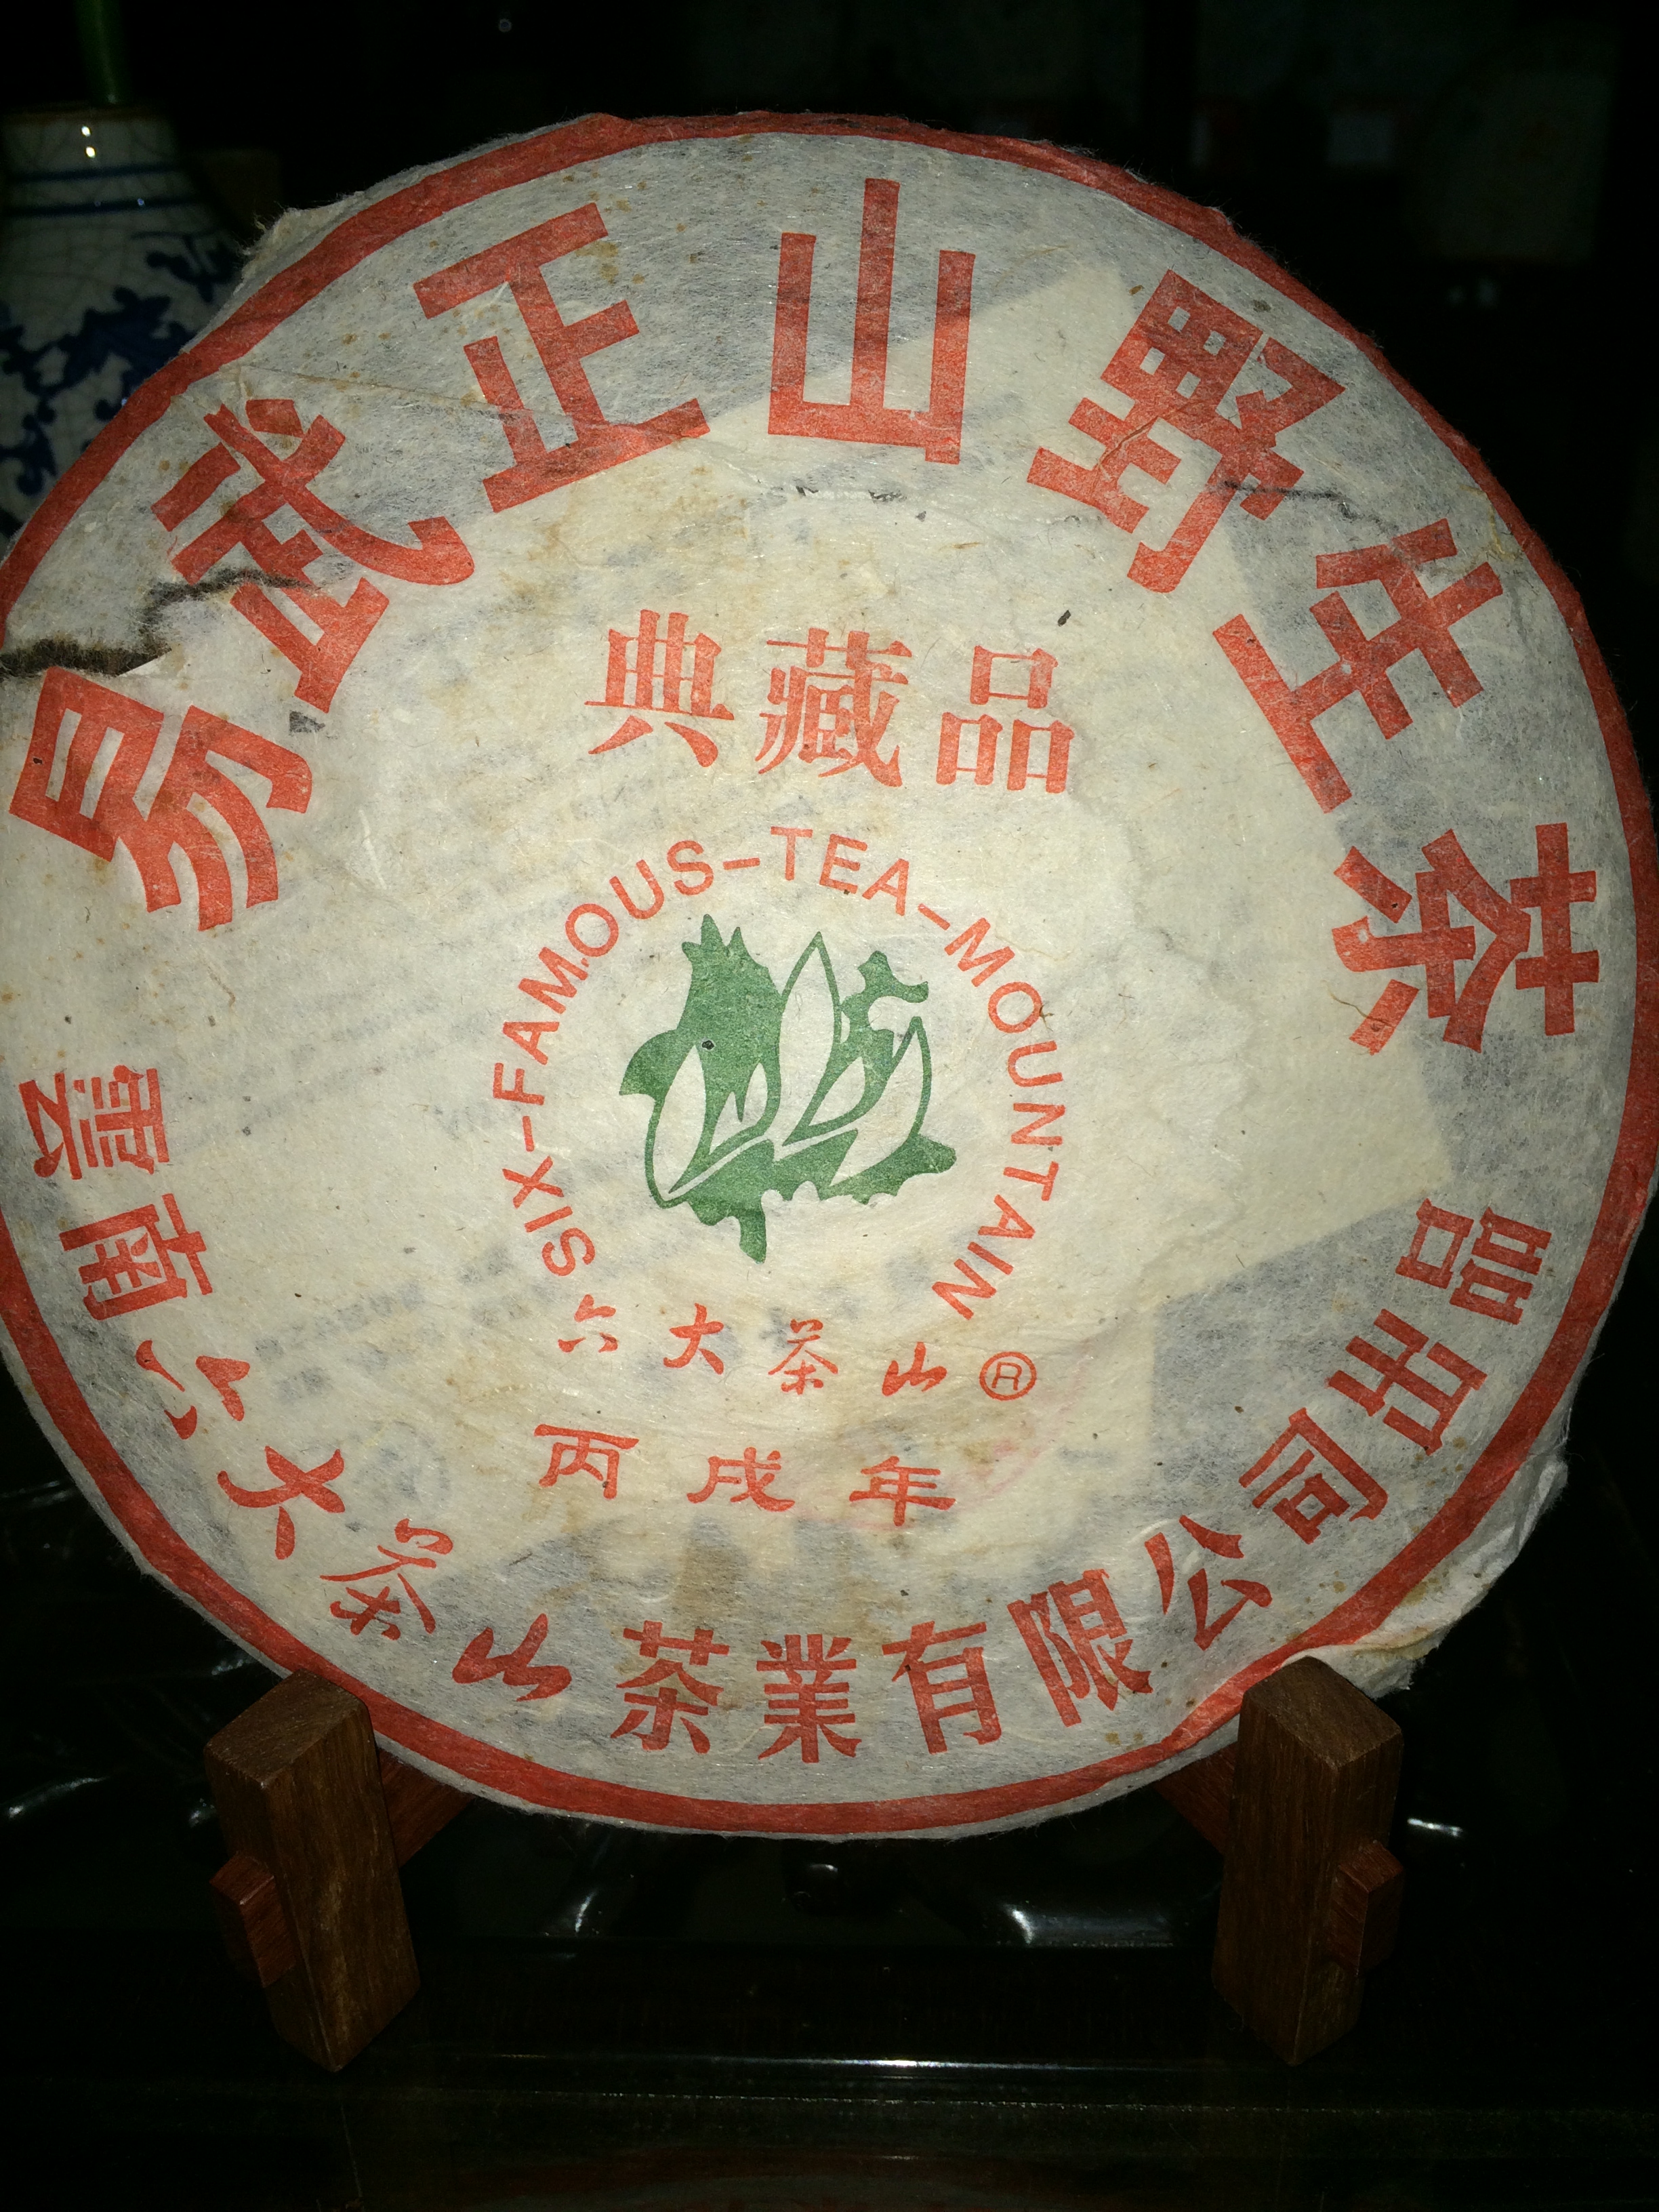 易武正山野生茶
典藏品
SIX-FAMOUS-TEA-MOUNTAIN
六大茶山®
丙戌年
雲南六大茶山茶業有限公司出品